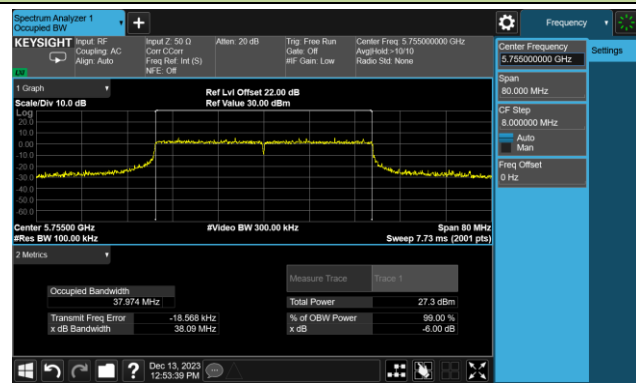 Spectrum Analyzer 1
Occupied BW
Frequency
KEYSIGHT
Input: RF
Coupling: AC
Align: Auto
Input Z: 50 Ω
Corr CCorr
Freq Ref: Int (S)
NFE: Off
Atten: 20 dB
Trig: Free Run
Gate: Off
#IF Gain: Low
Center Freq: 5.755000000 GHz
Avg|Hold:>10/10
Radio Std: None
Center Frequency
5.755000000 GHz
Settings
Span
80.000 MHz
CF Step
8.000000 MHz
Auto
Man
Freq Offset
0 Hz
1 Graph
Scale/Div 10.0 dB
Ref Lvl Offset 22.00 dB
Ref Value 30.00 dBm
Log
20.0
10.0
0.00
-10.0
-20.0
-30.0
-40.0
-50.0
-60.0
Center 5.75500 GHz
#Res BW 100.00 kHz
#Video BW 300.00 kHz
Span 80 MHz
Sweep 7.73 ms (2001 pts)
2 Metrics
Measure Trace
Trace 1
Occupied Bandwidth
37.974 MHz
Total Power
27.3 dBm
Transmit Freq Error
-18.568 kHz
% of OBW Power
99.00 %
x dB Bandwidth
38.09 MHz
x dB
-6.00 dB
?
Dec 13, 2023
12:53:39 PM